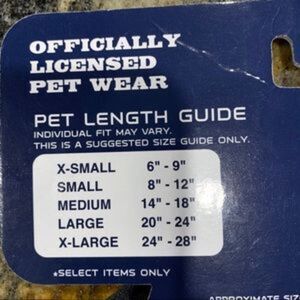 OFFICIALLY
LICENSED
PET WEAR
PET LENGTH GUIDE
INDIVIDUAL FIT MAY VARY.
THIS IS A SUGGESTED SIZE GUIDE ONLY.
X-SMALL 6" - 9"
SMALL 8" - 12"
MEDIUM 14" - 18"
LARGE 20" - 24"
X-LARGE 24" - 28"
*SELECT ITEMS ONLY
APPROXIMATE